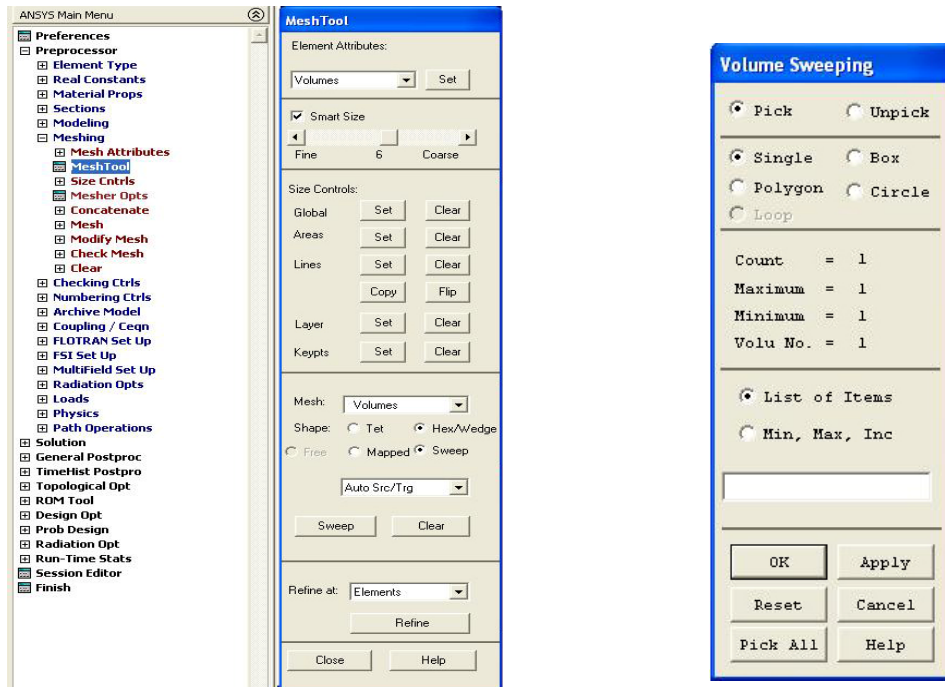 ANSYS Main Menu
Preferences
Preprocessor
Element Type
Real Constants
Material Props
Sections
Modeling
Meshing
Mesh Attributes
MeshTool
Size Cntrls
Mesher Opts
Concatenate
Mesh
Modify Mesh
Check Mesh
Clear
Checking Ctrls
Numbering Ctrls
Archive Model
Coupling / Ceqn
FLOTRAN Set Up
FSI Set Up
MultiField Set Up
Radiation Opts
Loads
Physics
Path Operations
Solution
General Postproc
TimeHist Postpro
Topological Opt
ROM Tool
Design Opt
Prob Design
Radiation Opt
Run-Time Stats
Session Editor
Finish
MeshTool
Element Attributes:
Volumes Set
Smart Size
Fine 6 Coarse
Size Controls:
Global Set Clear
Areas Set Clear
Lines Set Clear
Copy Flip
Layer Set Clear
Keypts Set Clear
Mesh: Volumes
Shape: Tet Hex/Wedge
Free Mapped Sweep
Auto Src/Trg
Sweep Clear
Refine at: Elements
Refine
Close Help
Volume Sweeping
Pick Unpick
Single Box
Polygon Circle
Loop
Count = 1
Maximum = 1
Minimum = 1
Volu No. = 1
List of Items
Min, Max, Inc
OK Apply
Reset Cancel
Pick All Help